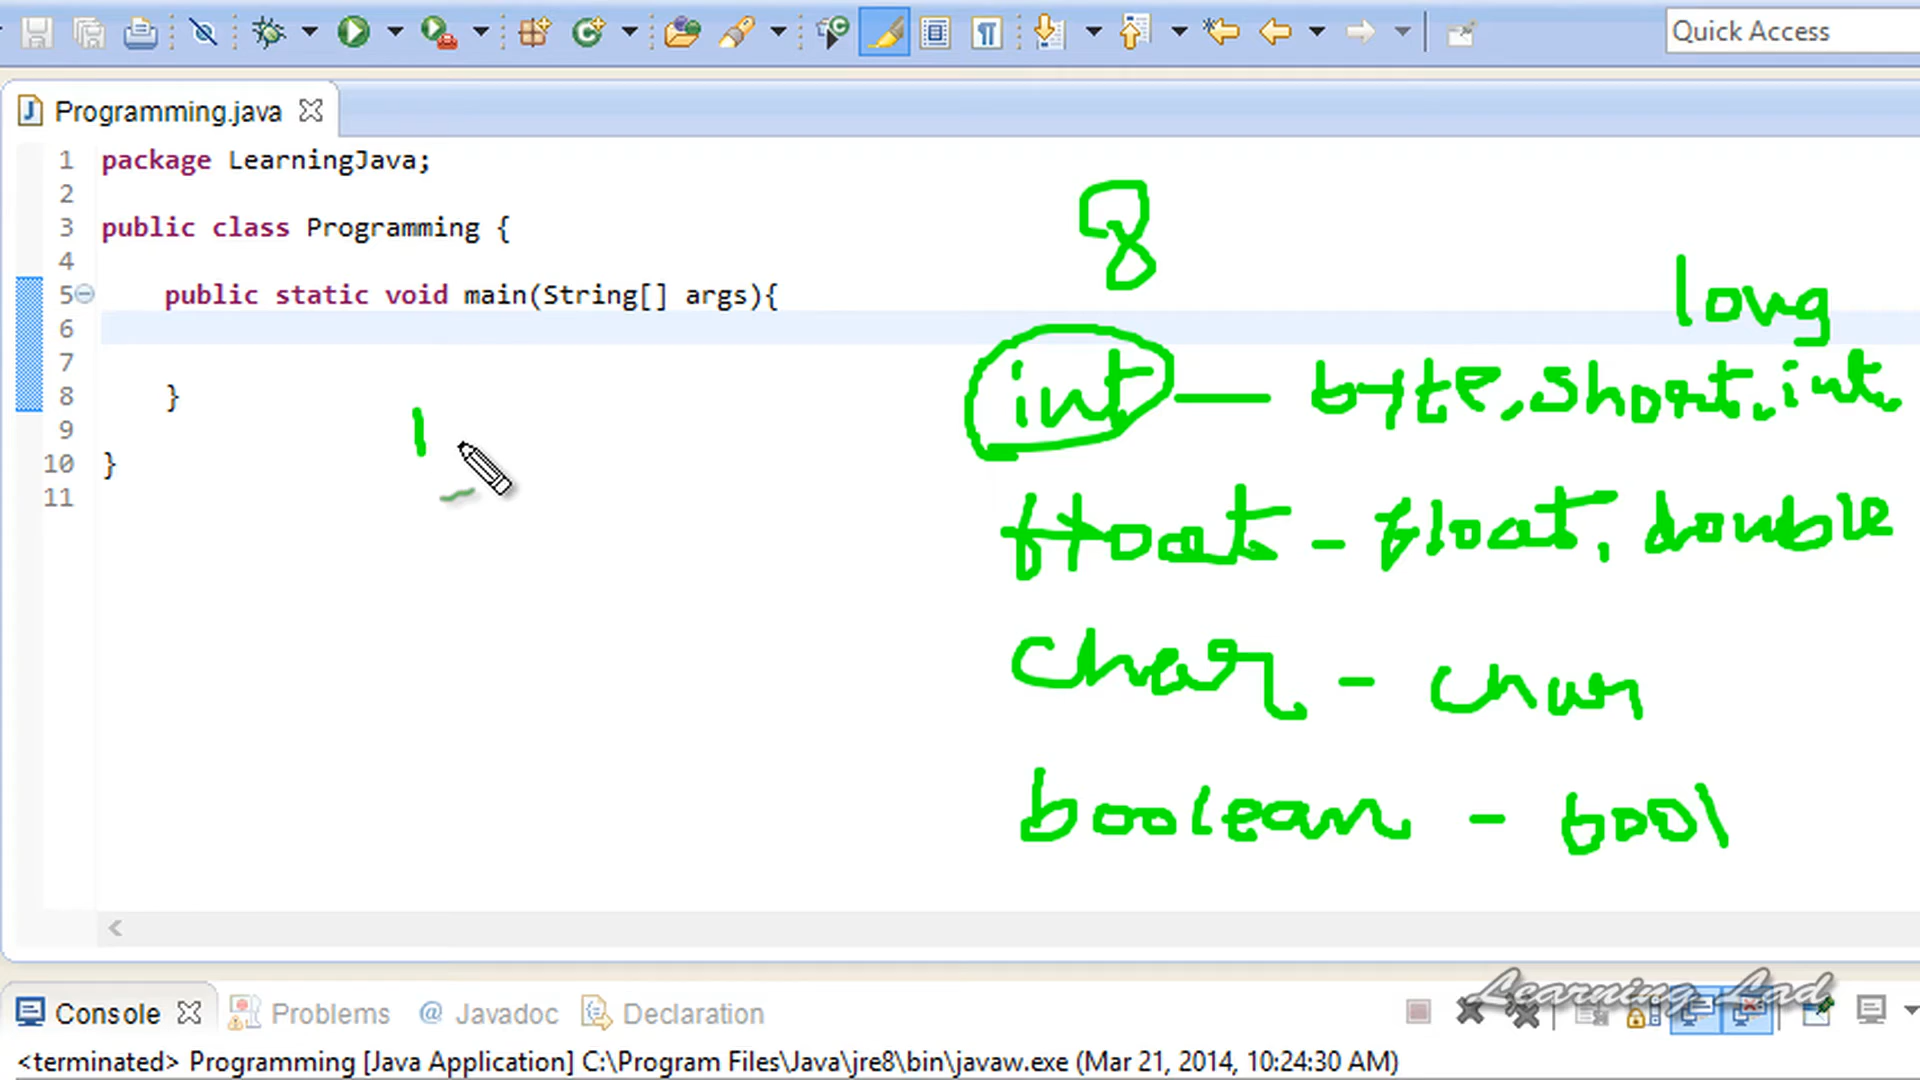 Quick Access
Programming.java
1 package LearningJava;
2
3 public class Programming {
4
5 public static void main(String[] args){
6
7
8 }
9
10 }
11
8
long
int — byte, short, int,
float - float, double
char - char
boolean - bool
1
Console Problems @ Javadoc Declaration
Learning Lad
<terminated> Programming [Java Application] C:\Program Files\Java\jre8\bin\javaw.exe (Mar 21, 2014, 10:24:30 AM)